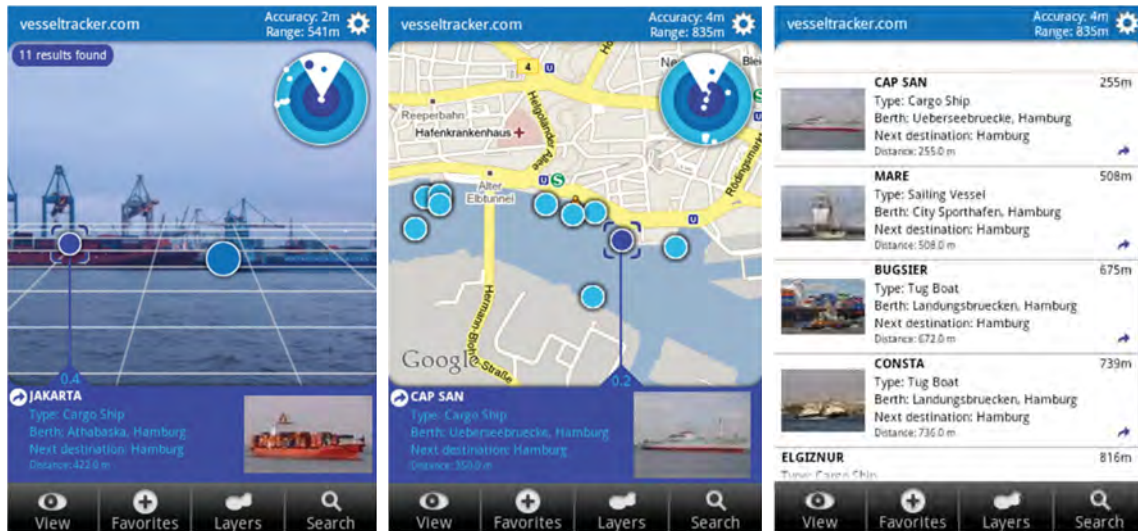 vesseltracker.com
Accuracy: 2m
Range: 541m
11 results found
0.4
JAKARTA
Type: Cargo Ship
Berth: Athabaska, Hamburg
Next destination: Hamburg
Distance: 422.0 m
View Favorites Layers Search
vesseltracker.com
Accuracy: 4m
Range: 835m
4
U
Reeperbahn
Hafenkrankenhaus
Helgoländer Allee
U S
Alter
Elbtunnel
Rödingsmarkt
U
Hermann-Blohm-Straße
Google
0.2
CAP SAN
Type: Cargo Ship
Berth: Ueberseebruecke, Hamburg
Next destination: Hamburg
View Favorites Layers Search
vesseltracker.com
Accuracy: 4m
Range: 835m
CAP SAN 255m
Type: Cargo Ship
Berth: Ueberseebruecke, Hamburg
Next destination: Hamburg
Distance: 255.0 m
MARE 508m
Type: Sailing Vessel
Berth: City Sporthafen, Hamburg
Next destination: Hamburg
Distance: 508.0 m
BUGSIER 675m
Type: Tug Boat
Berth: Landungsbruecken, Hamburg
Next destination: Hamburg
Distance: 672.0 m
CONSTA 739m
Type: Tug Boat
Berth: Landungsbruecken, Hamburg
Next destination: Hamburg
Distance: 736.0 m
ELGIZNUR 816m
Type: Cargo Ship
View Favorites Layers Search